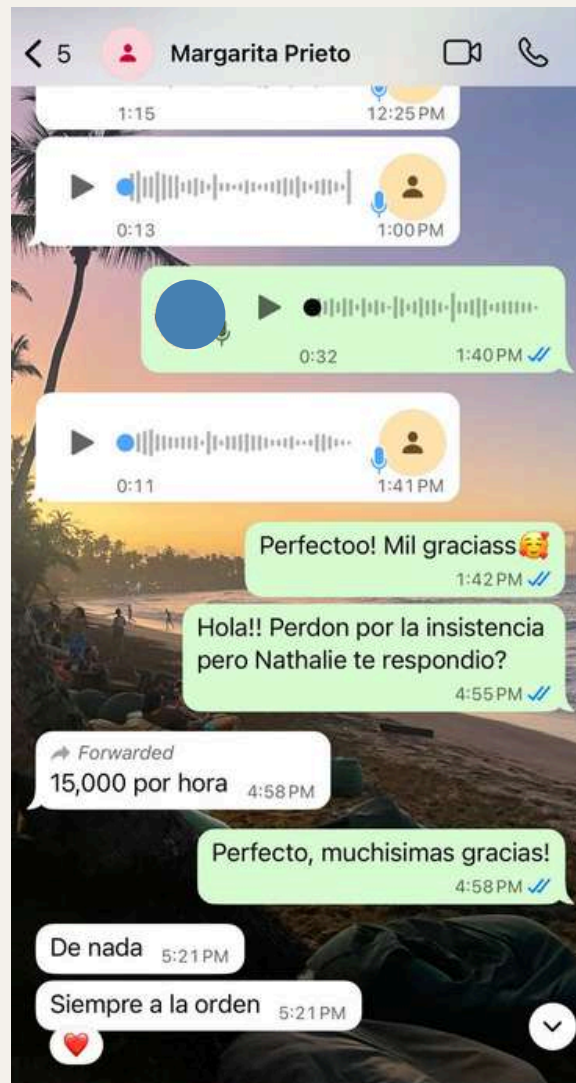 5 Margarita Prieto
1:15 12:25 PM
0:13 1:00 PM
0:32 1:40 PM
0:11 1:41 PM
Perfectoo! Mil graciass🥰
1:42 PM
Hola!! Perdon por la insistencia
pero Nathalie te respondio?
4:55 PM
Forwarded
15,000 por hora 4:58 PM
Perfecto, muchisimas gracias!
4:58 PM
De nada 5:21 PM
Siempre a la orden 5:21 PM
❤️